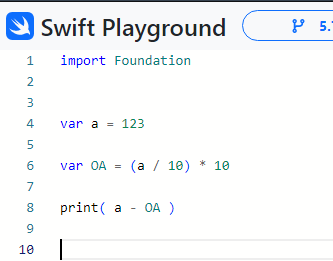 Swift Playground
5.
1 import Foundation
2
3
4 var a = 123
5
6 var OA = (a / 10) * 10
7
8 print( a - OA )
9
10